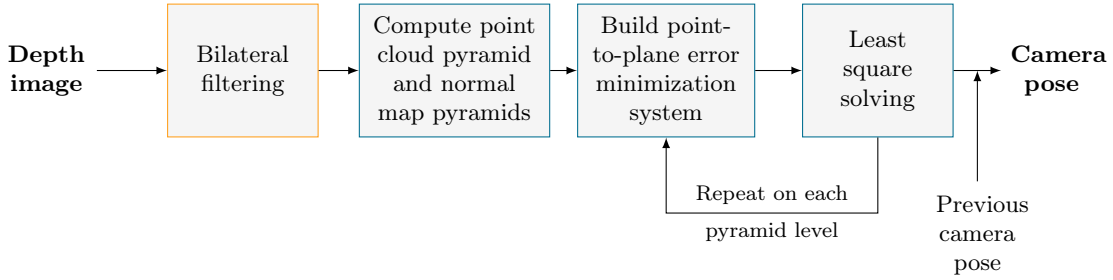 Depth
image
Bilateral
filtering
Compute point
cloud pyramid
and normal
map pyramids
Build point-
to-plane error
minimization
system
Least
square
solving
Camera
pose
Repeat on each
pyramid level
Previous
camera
pose